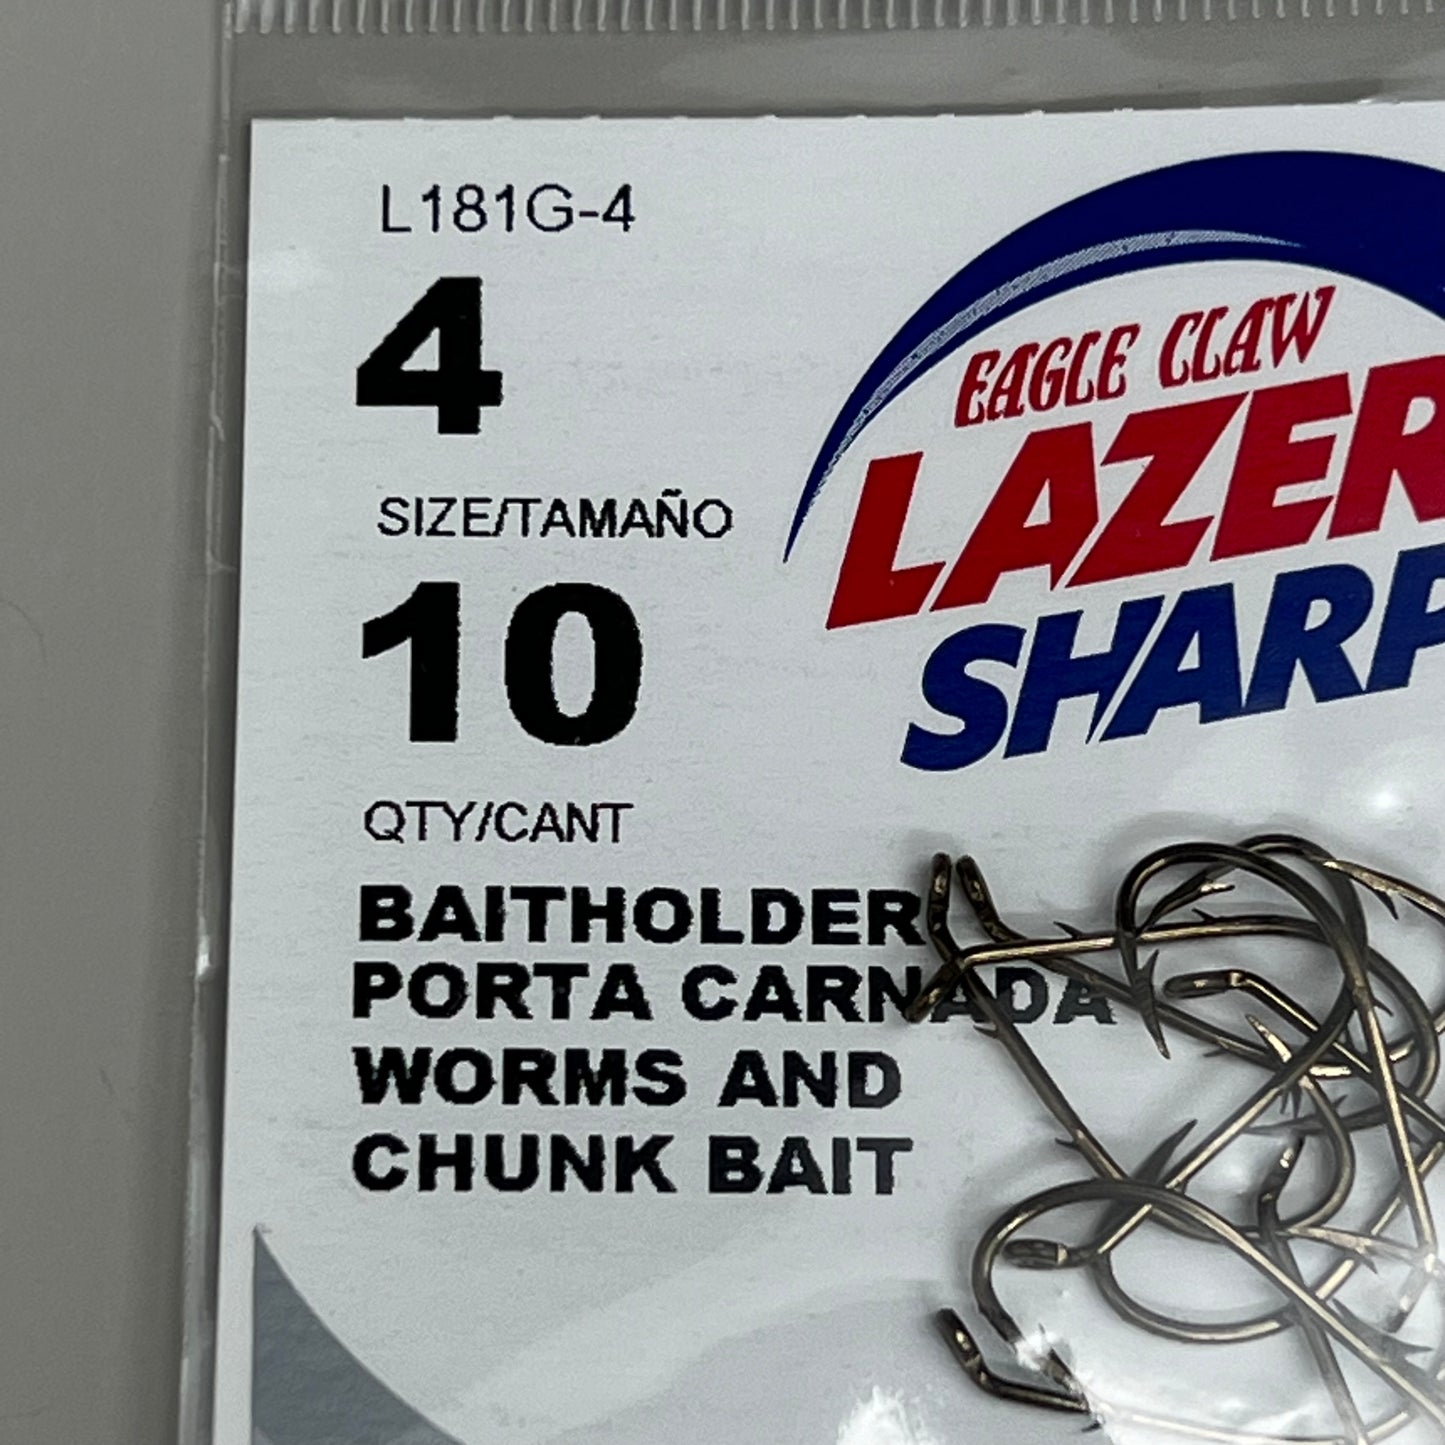 L181G-4
4
SIZE/TAMAÑO
10
QTY/CANT
BAITHOLDER
PORTA CARNADA
WORMS AND
CHUNK BAIT
EAGLE CLAW
LAZER
SHARP